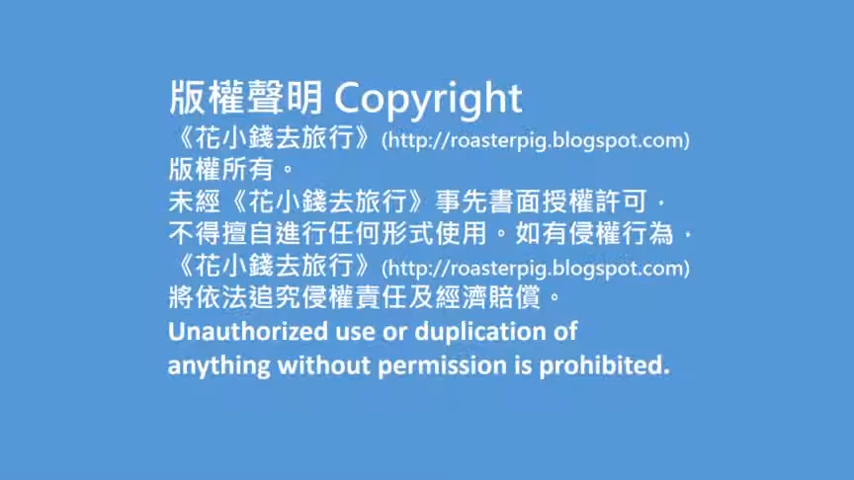 版權聲明 Copyright
《花小錢去旅行》(http://roasterpig.blogspot.com)
版權所有。
未經《花小錢去旅行》事先書面授權許可，
不得擅自進行任何形式使用。如有侵權行為，
《花小錢去旅行》(http://roasterpig.blogspot.com)
將依法追究侵權責任及經濟賠償。
Unauthorized use or duplication of
anything without permission is prohibited.